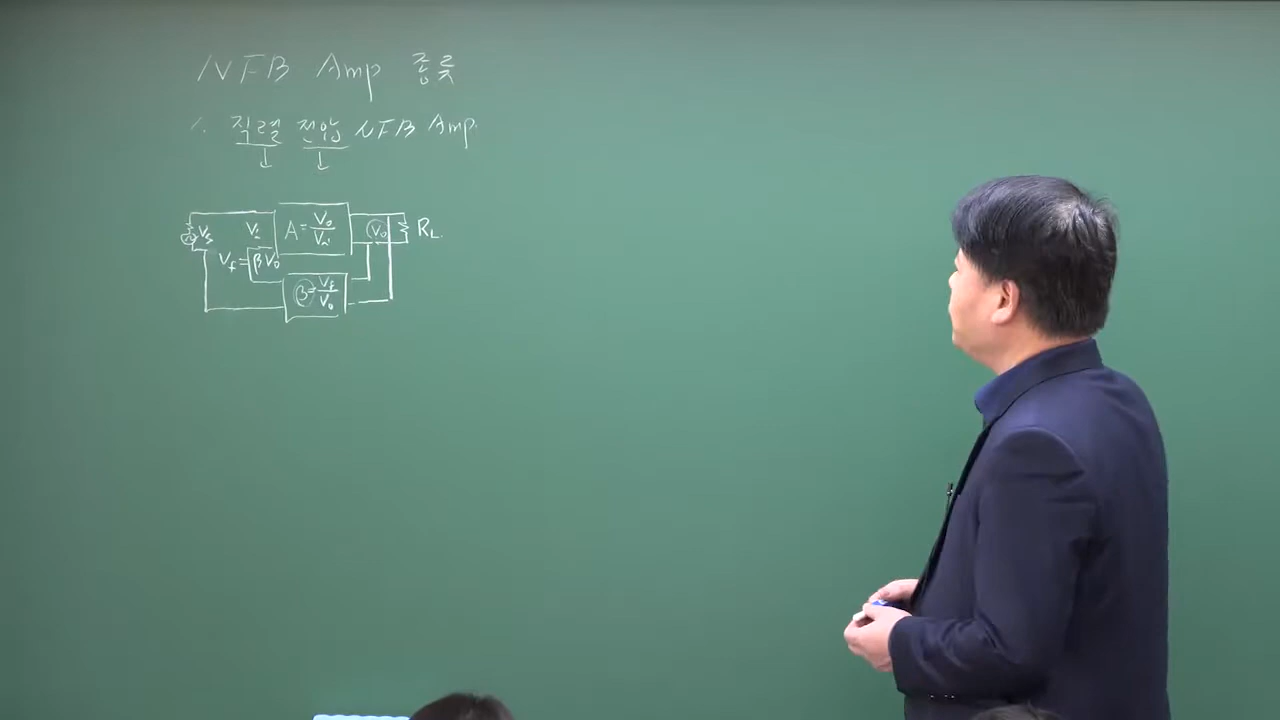 NFB Amp 종류
1. 직렬 전압 NFB Amp.
Vs Vi A = Vo/Vi Vo RL
Vf = βVo
β = Vf/Vo